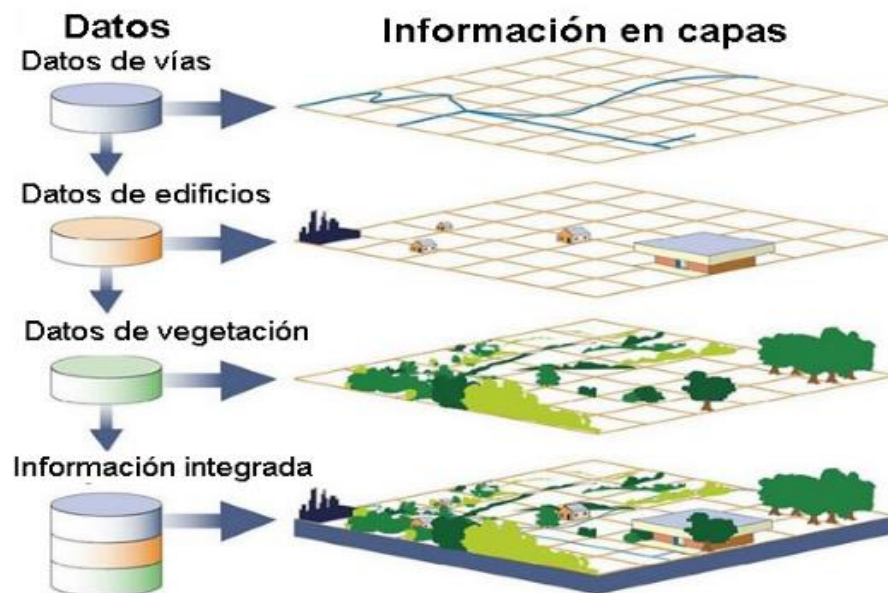 Datos
Información en capas
Datos de vías
Datos de edificios
Datos de vegetación
Información integrada